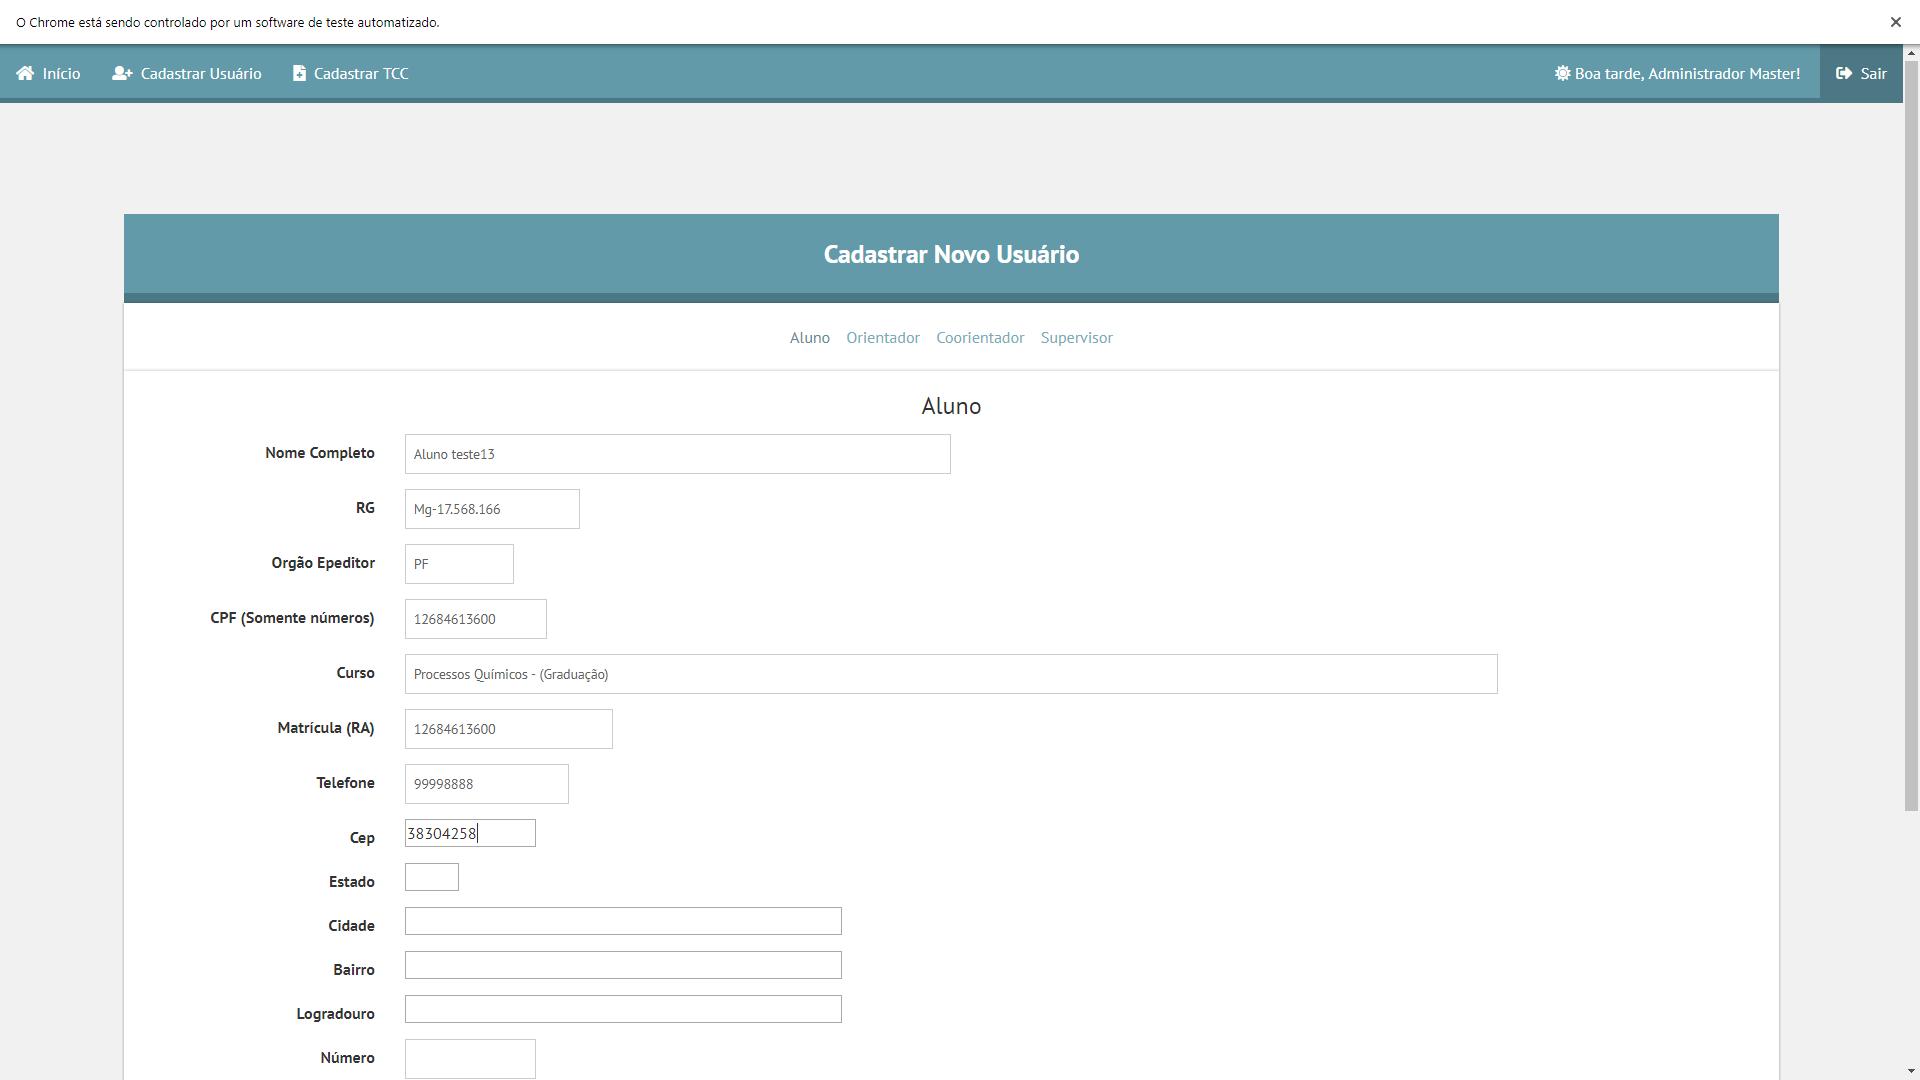 O Chrome está sendo controlado por um software de teste automatizado.
Início Cadastrar Usuário Cadastrar TCC Boa tarde, Administrador Master! Sair
Cadastrar Novo Usuário
Aluno Orientador Coorientador Supervisor
Aluno
Nome Completo Aluno teste13
RG Mg-17.568.166
Orgão Epeditor PF
CPF (Somente números) 12684613600
Curso Processos Químicos - (Graduação)
Matrícula (RA) 12684613600
Telefone 99998888
Cep 38304258
Estado
Cidade
Bairro
Logradouro
Número